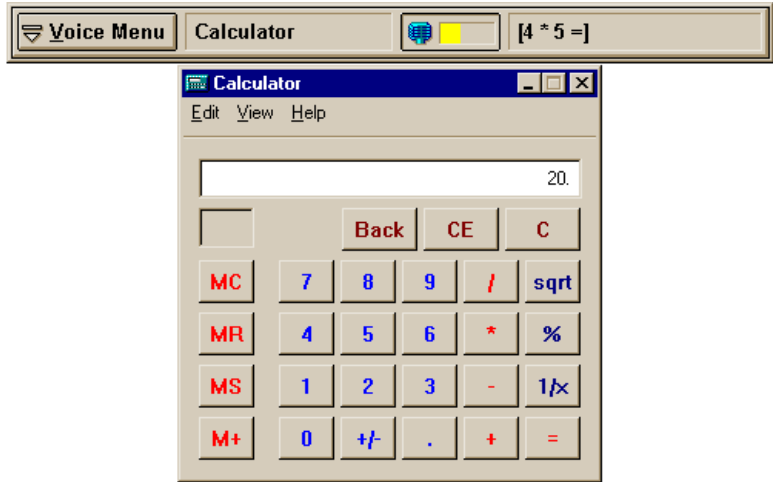 Voice Menu Calculator [4 * 5 =]
Calculator
Edit View Help
20.
Back CE C
MC 7 8 9 / sqrt
MR 4 5 6 * %
MS 1 2 3 - 1/x
M+ 0 +/- . + =